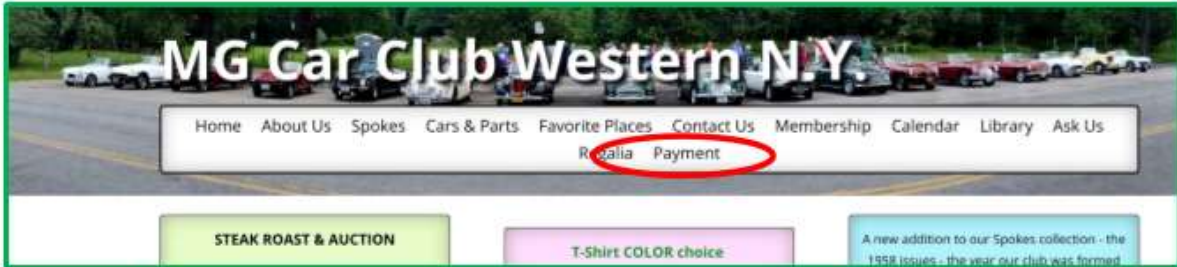 MG Car Club Western N.Y
Home About Us Spokes Cars & Parts Favorite Places Contact Us Membership Calendar Library Ask Us
Regalia Payment
STEAK ROAST & AUCTION
T-Shirt COLOR choice
A new addition to our Spokes collection - the
1958 issues - the year our club was formed